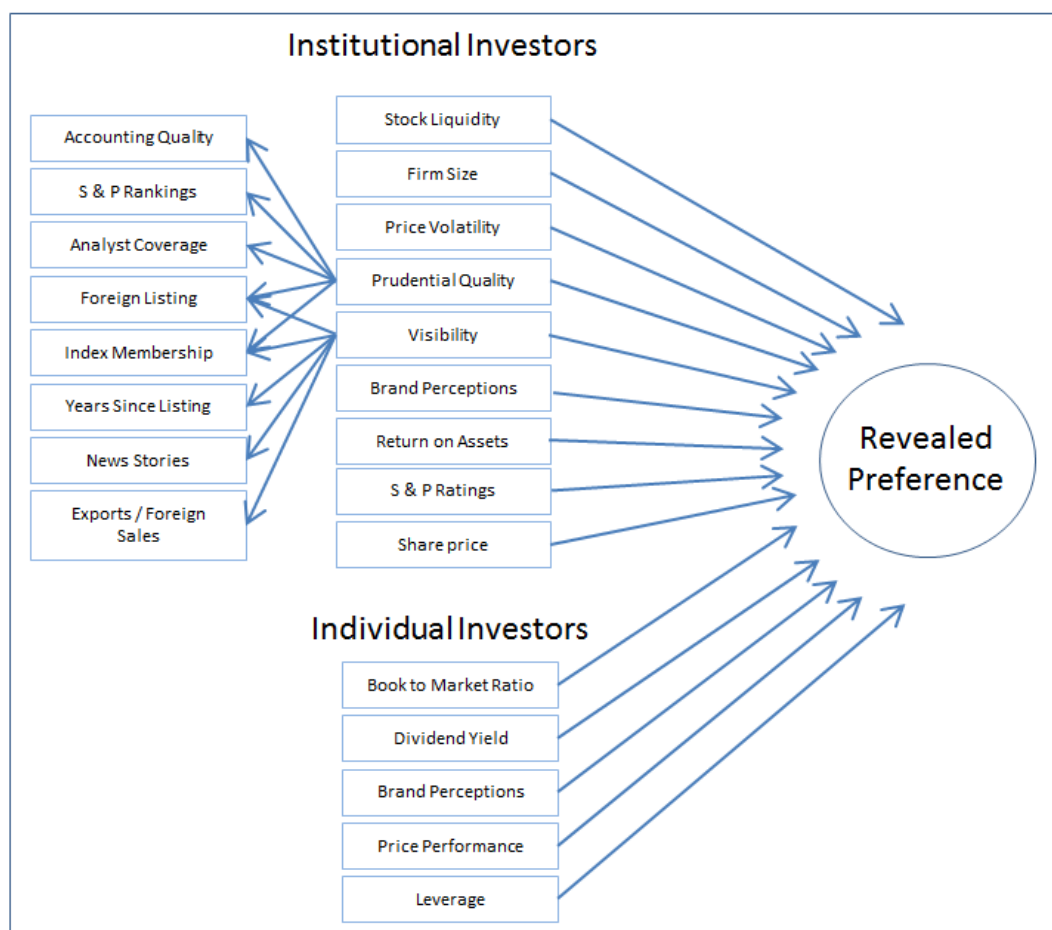 Institutional Investors
Accounting Quality
S & P Rankings
Analyst Coverage
Foreign Listing
Index Membership
Years Since Listing
News Stories
Exports / Foreign
Sales
Stock Liquidity
Firm Size
Price Volatility
Prudential Quality
Visibility
Brand Perceptions
Return on Assets
S & P Ratings
Share price
Revealed
Preference
Individual Investors
Book to Market Ratio
Dividend Yield
Brand Perceptions
Price Performance
Leverage